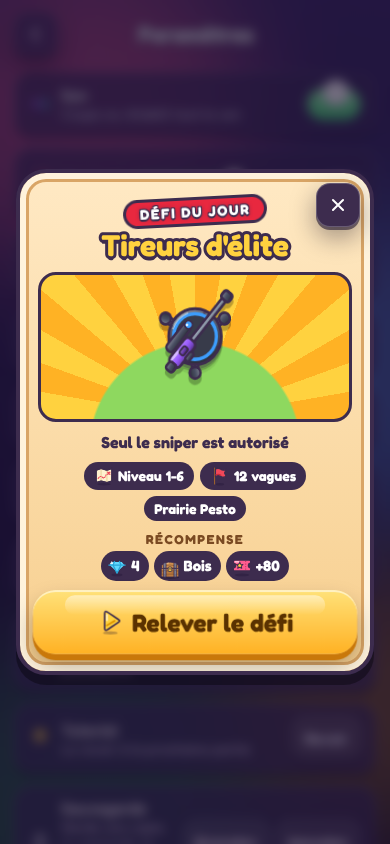 Paramètres
DÉFI DU JOUR
Tireurs d'élite
Seul le sniper est autorisé
Niveau 1-6
12 vagues
Prairie Pesto
RÉCOMPENSE
4
Bois
+80
Relever le défi